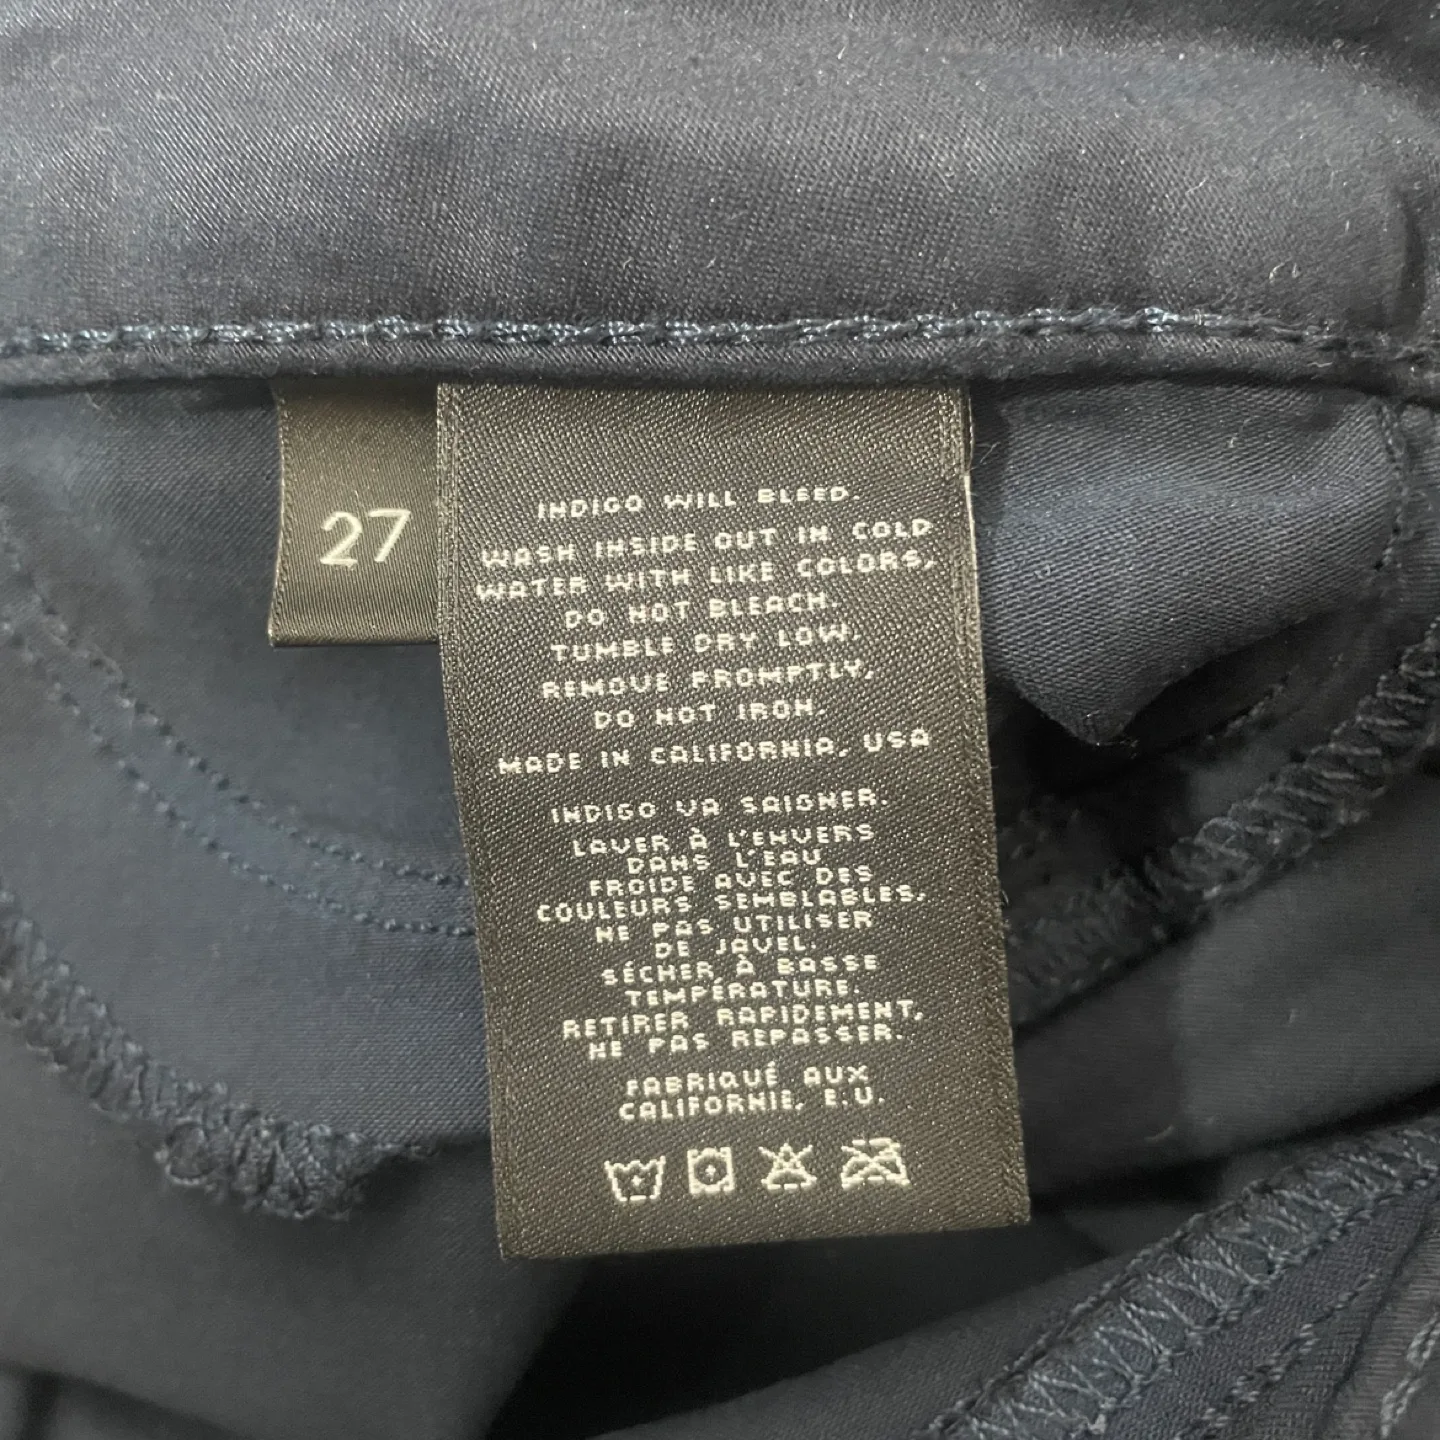 27
INDIGO WILL BLEED.
WASH INSIDE OUT IN COLD
WATER WITH LIKE COLORS,
DO NOT BLEACH.
TUMBLE DRY LOW,
REMOVE PROMPTLY,
DO NOT IRON.
MADE IN CALIFORNIA, USA
INDIGO VA SAIGNER.
LAVER À L'ENVERS
DANS L'EAU
FROIDE AVEC DES
COULEURS SEMBLABLES,
NE PAS UTILISER
DE JAVEL.
SÉCHER À BASSE
TEMPÉRATURE.
RETIRER RAPIDEMENT,
NE PAS REPASSER.
FABRIQUÉ AUX
CALIFORNIE, E.U.